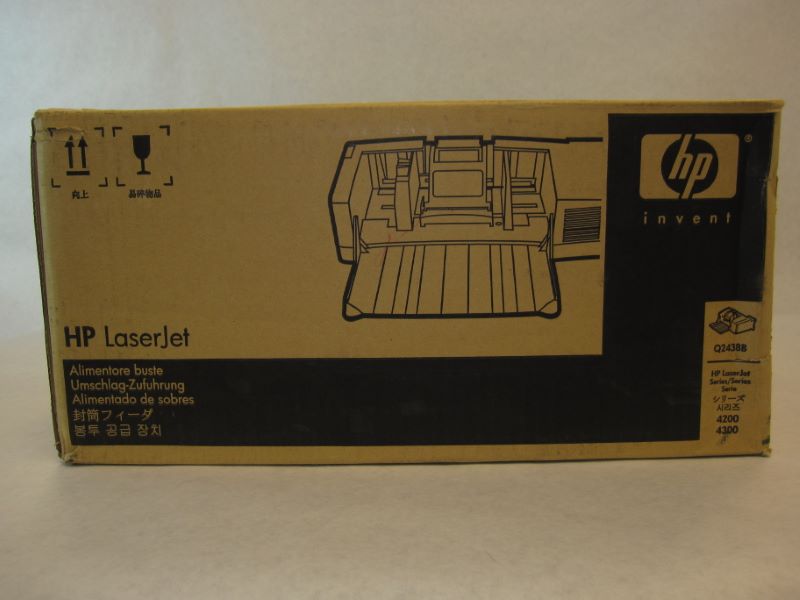 向上
易碎物品
hp
®
invent
HP LaserJet
Alimentore buste
Umschlag-Zuführung
Alimentado de sobres
封筒フィーダ
봉투 공급 장치
Q2438B
HP LaserJet
Series/Series
Serie
シリーズ
시리즈
4200
4300